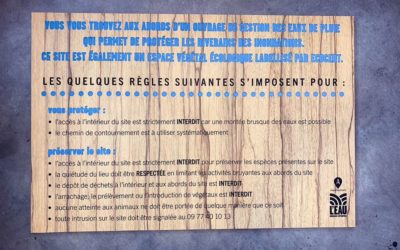 VOUS VOUS TROUVEZ AUX ABORDS D'UN OUVRAGE DE GESTION DES EAUX DE PLUIE
QUI PERMET DE PROTÉGER LES RIVERAINS DES INONDATIONS.
CE SITE EST ÉGALEMENT UN ESPACE VÉGÉTAL ÉCOLOGIQUE LABELLISÉ PAR ECOCERT.
LES QUELQUES RÈGLES SUIVANTES S'IMPOSENT POUR :
vous protéger :
• l'accès à l'intérieur du site est strictement INTERDIT car une montée brusque des eaux est possible
• le chemin de contournement est à utiliser systématiquement
préserver le site :
• l'accès à l'intérieur du site est strictement INTERDIT pour préserver les espèces présentes sur le site
• la quiétude du lieu doit être RESPECTÉE en limitant les activités bruyantes aux abords du site
• le dépôt de déchets à l'intérieur et aux abords du site est INTERDIT
• l'arrachage, le prélèvement ou l'introduction de végétaux est INTERDIT
• aucune atteinte aux animaux ne doit être portée de quelque manière que ce soit
• toute intrusion sur le site doit être signalée au 09 77 40 10 13
L'EAU